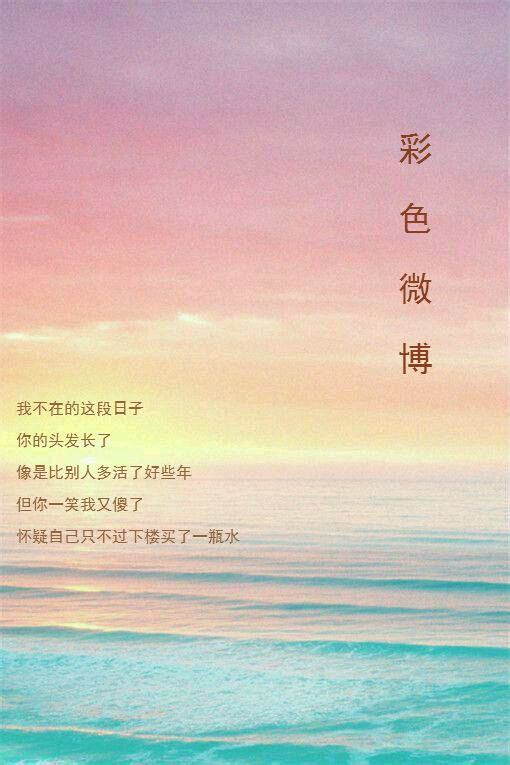 彩色微博
我不在的这段日子
你的头发长了
像是比别人多活了好些年
但你一笑我又傻了
怀疑自己只不过下楼买了一瓶水